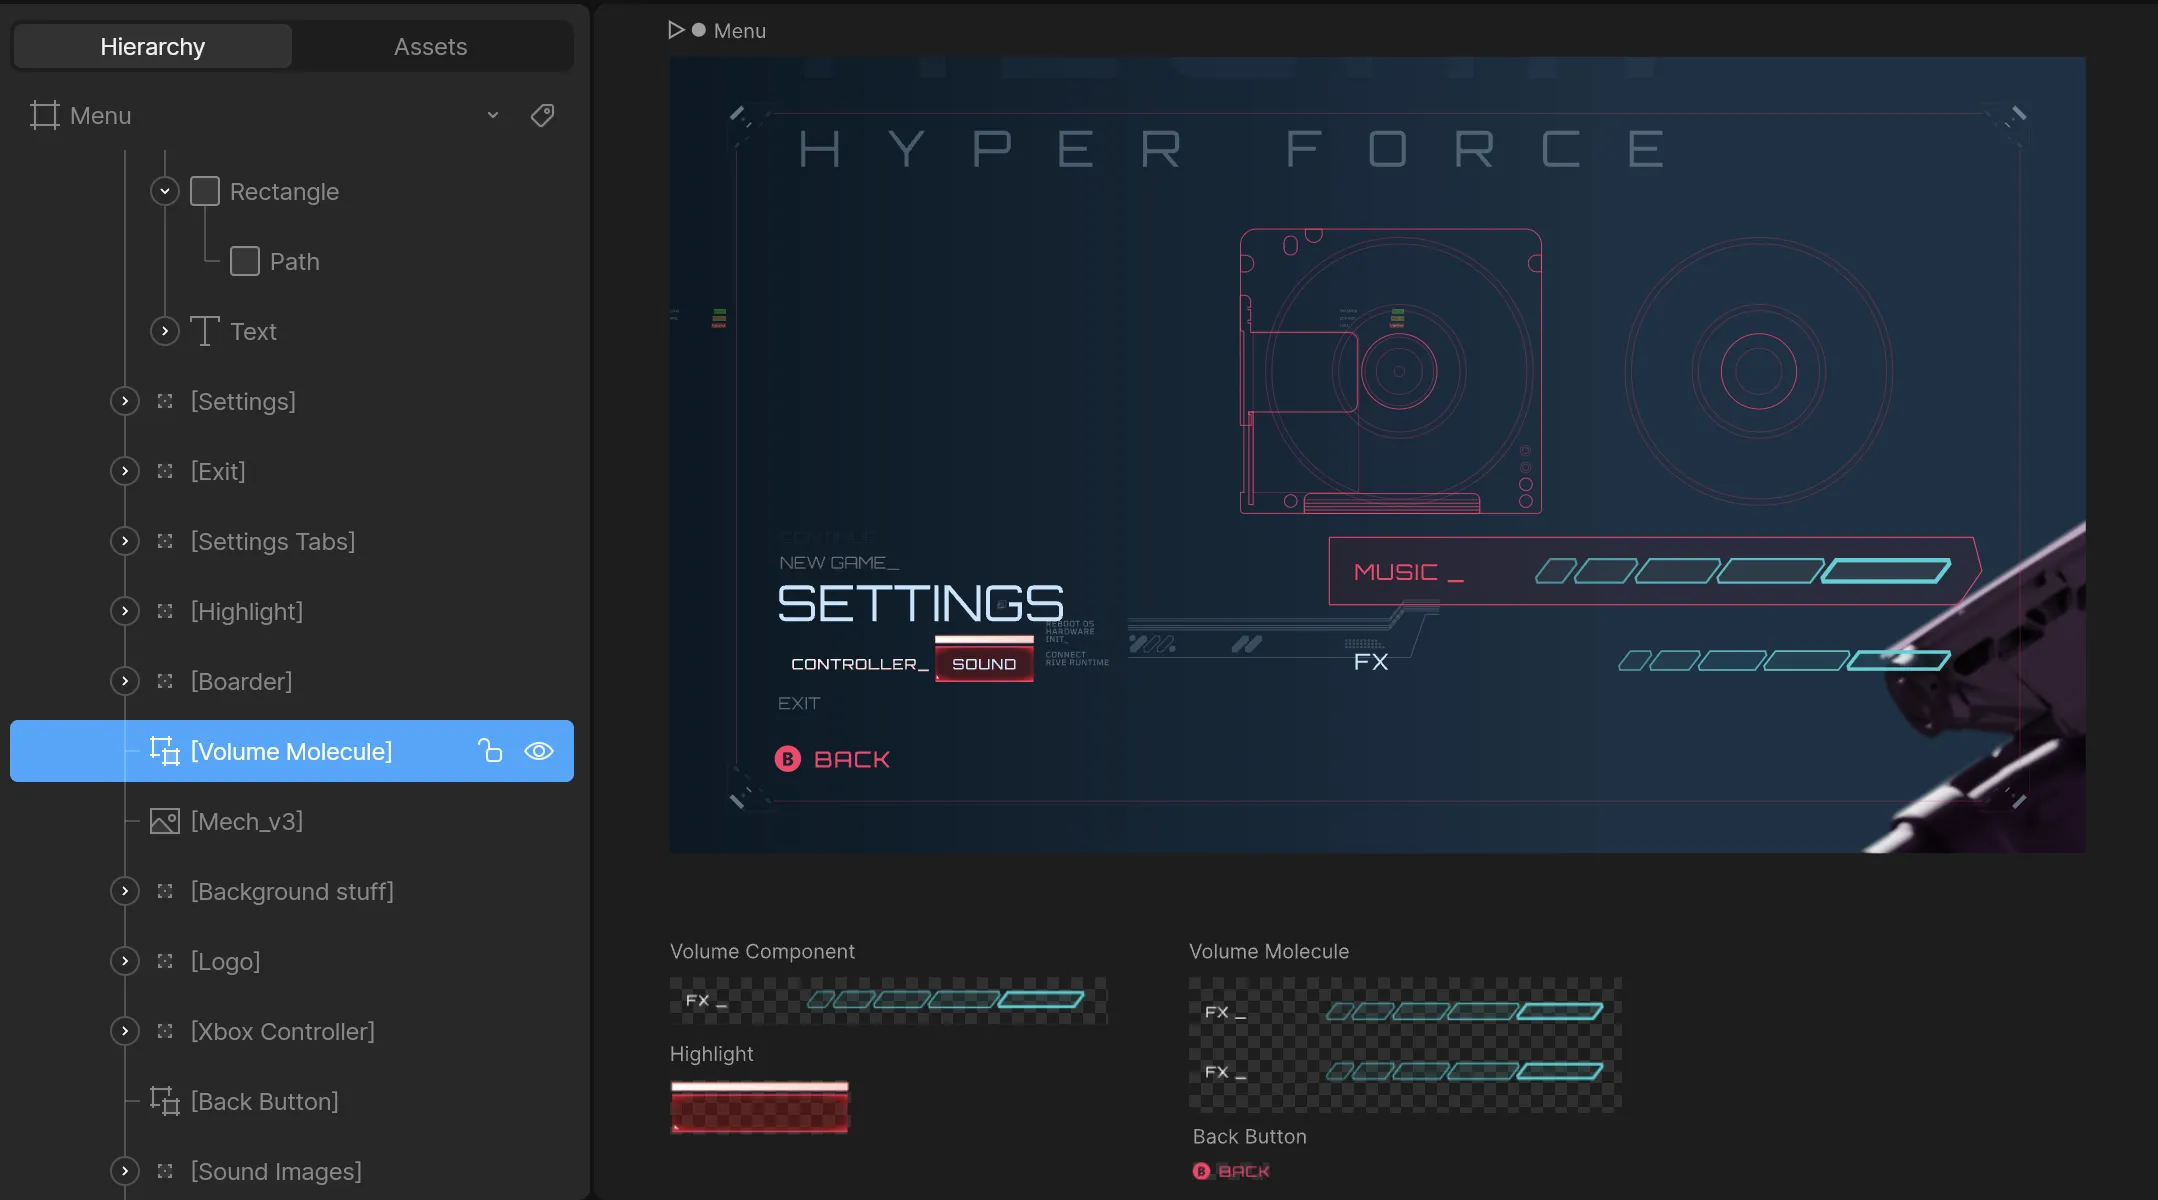 Hierarchy
Assets
Menu
Rectangle
Path
Text
[Settings]
[Exit]
[Settings Tabs]
[Highlight]
[Boarder]
[Volume Molecule]
[Mech_v3]
[Background stuff]
[Logo]
[Xbox Controller]
[Back Button]
[Sound Images]
Menu
HYPER FORCE
CONTINUE
NEW GAME_
SETTINGS
REBOOT OS
HARDWARE
INIT_
CONNECT
RIVE RUNTIME
CONTROLLER_
SOUND
EXIT
B BACK
MUSIC _
FX
Volume Component
FX _
Highlight
Volume Molecule
FX _
FX _
Back Button
B BACK